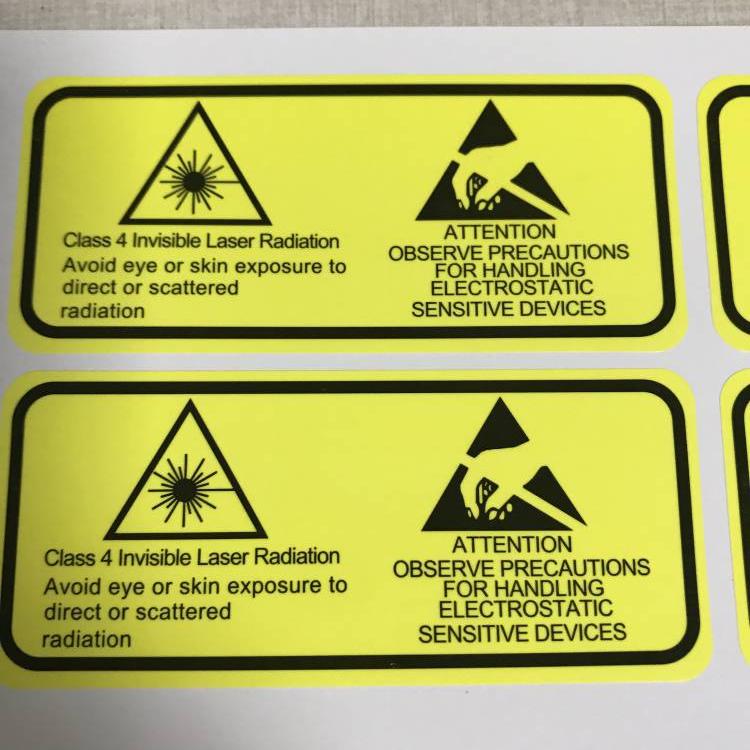 Class 4 Invisible Laser Radiation
Avoid eye or skin exposure to
direct or scattered
radiation
ATTENTION
OBSERVE PRECAUTIONS
FOR HANDLING
ELECTROSTATIC
SENSITIVE DEVICES
Class 4 Invisible Laser Radiation
Avoid eye or skin exposure to
direct or scattered
radiation
ATTENTION
OBSERVE PRECAUTIONS
FOR HANDLING
ELECTROSTATIC
SENSITIVE DEVICES